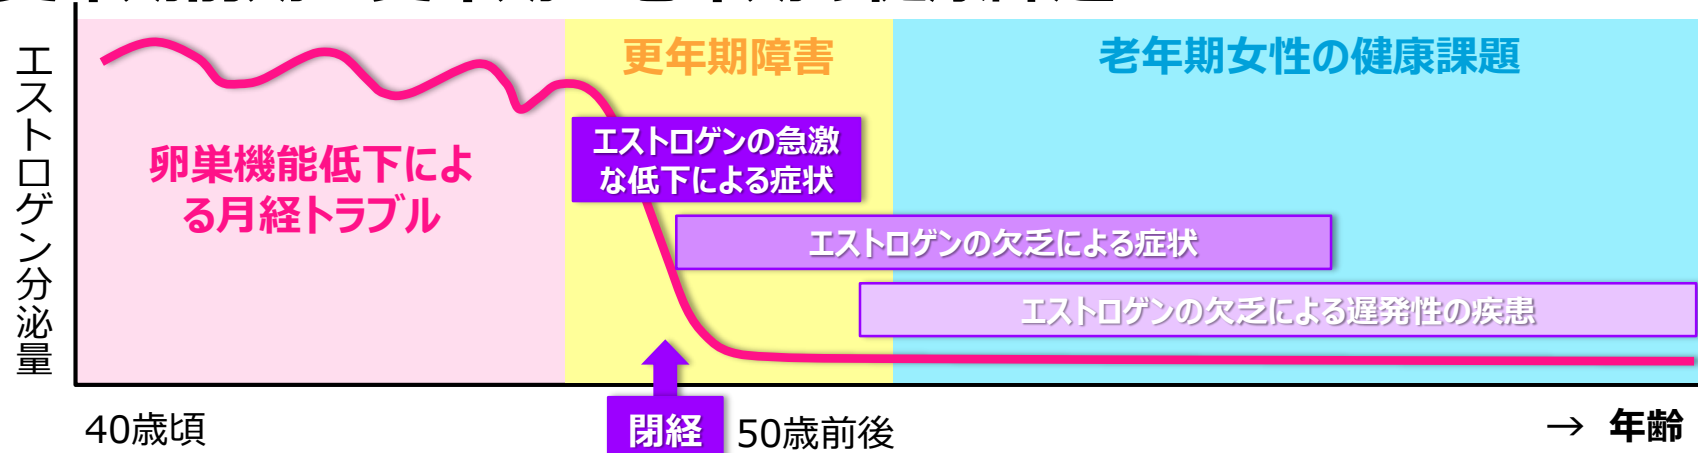 エストロゲン分泌量
更年期障害
老年期女性の健康課題
卵巣機能低下によ
る月経トラブル
エストロゲンの急激
な低下による症状
エストロゲンの欠乏による症状
エストロゲンの欠乏による遅発性の疾患
40歳頃
閉経
50歳前後
→ 年齢